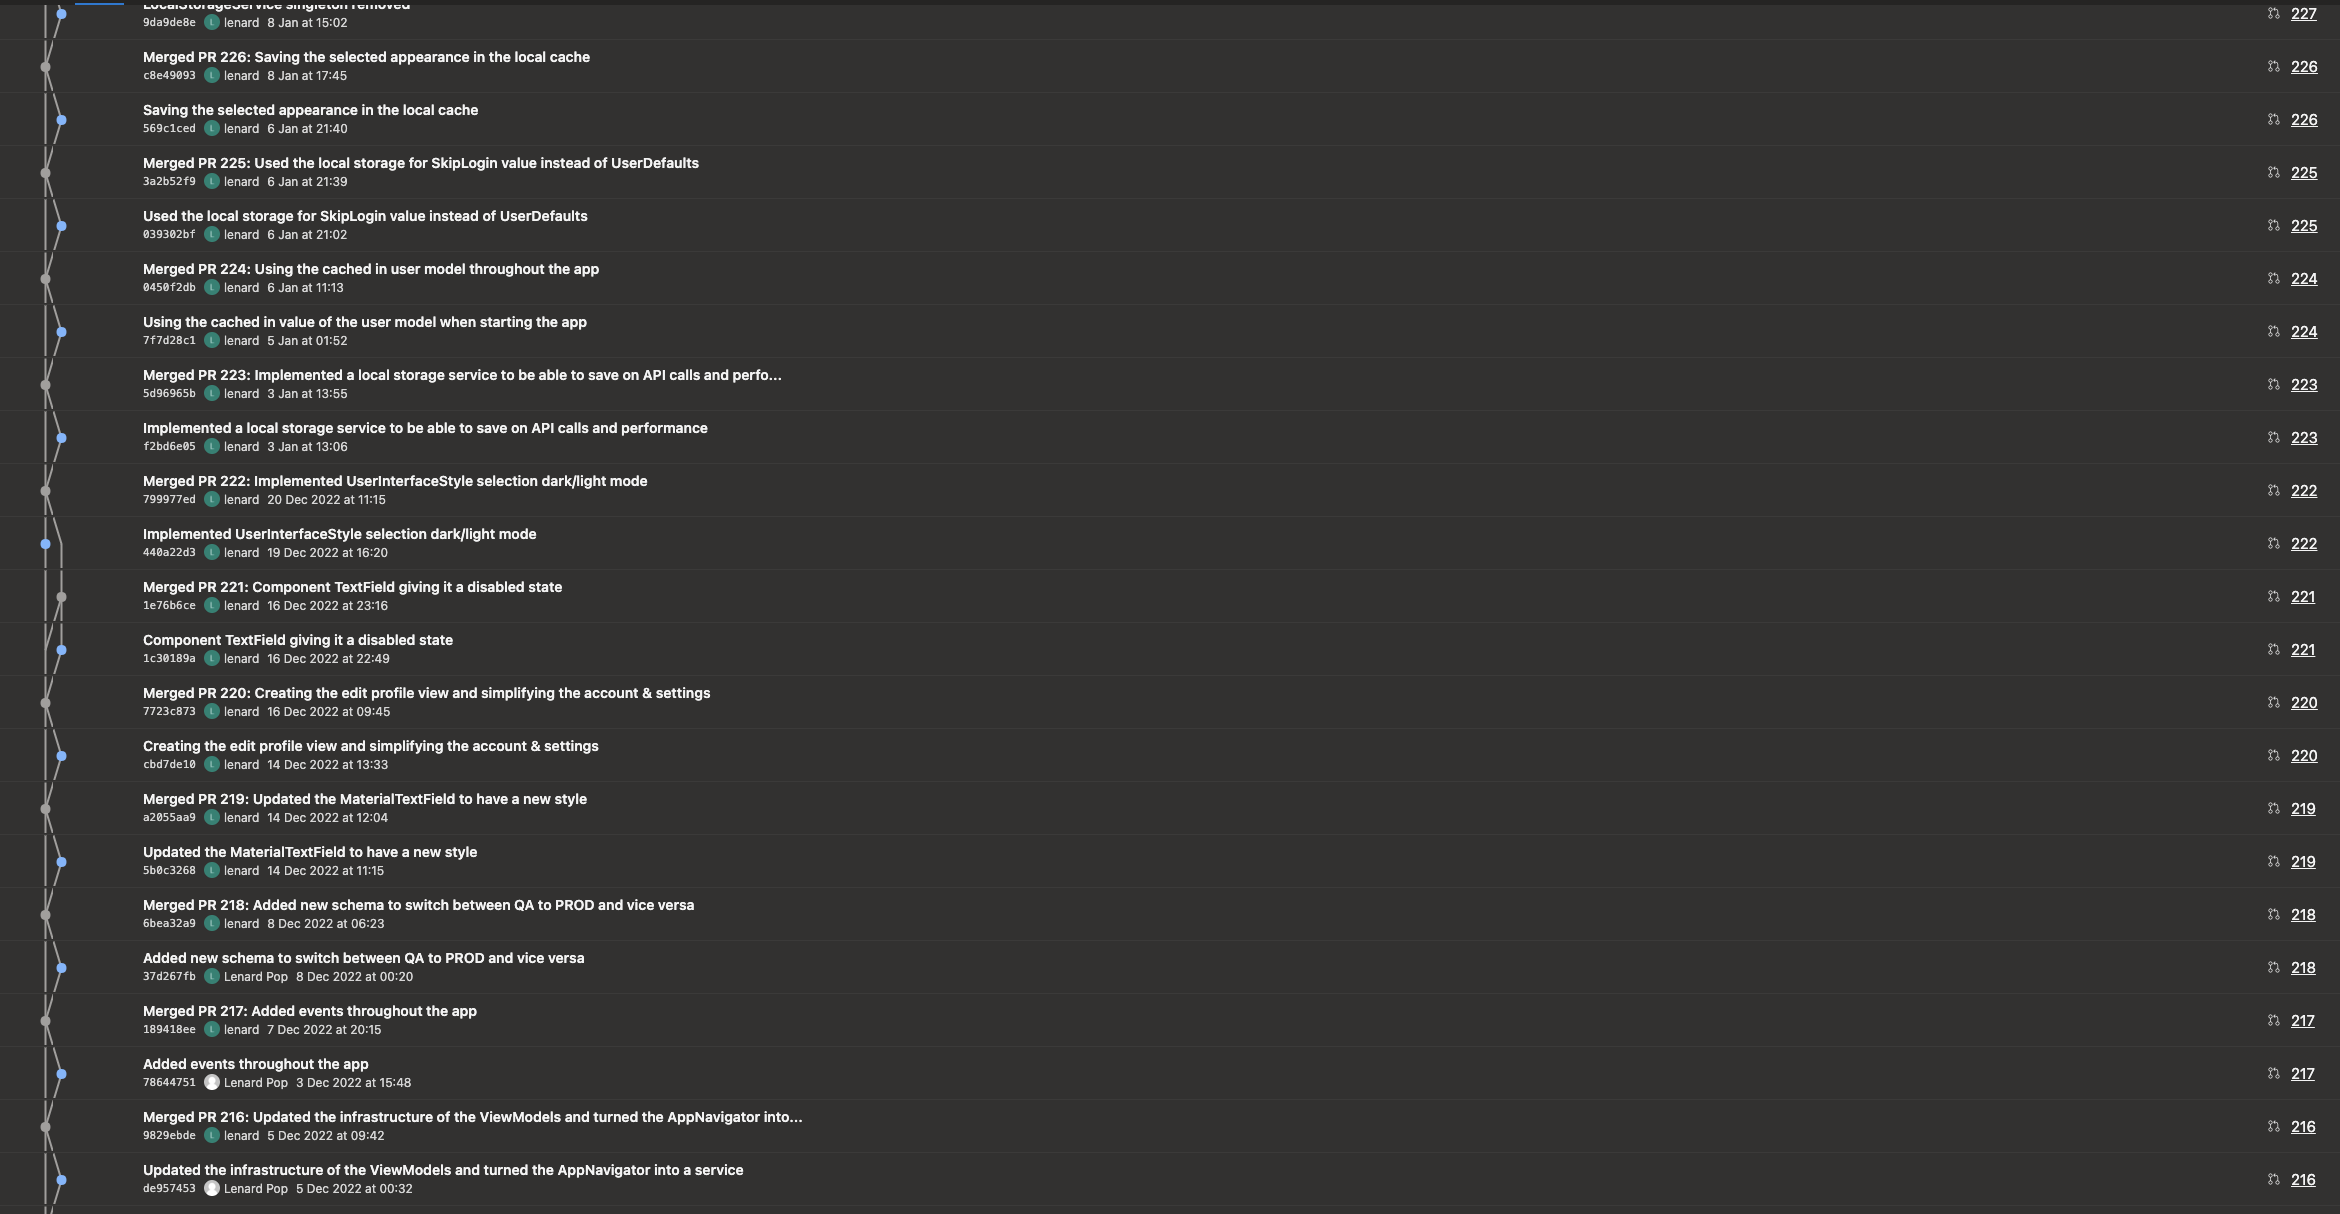 LocalStorageService singleton removed
9da9de8e L lenard 8 Jan at 15:02 227
Merged PR 226: Saving the selected appearance in the local cache
c8e49093 L lenard 8 Jan at 17:45 226
Saving the selected appearance in the local cache
569c1ced L lenard 6 Jan at 21:40 226
Merged PR 225: Used the local storage for SkipLogin value instead of UserDefaults
3a2b52f9 L lenard 6 Jan at 21:39 225
Used the local storage for SkipLogin value instead of UserDefaults
039302bf L lenard 6 Jan at 21:02 225
Merged PR 224: Using the cached in user model throughout the app
0450f2db L lenard 6 Jan at 11:13 224
Using the cached in value of the user model when starting the app
7f7d28c1 L lenard 5 Jan at 01:52 224
Merged PR 223: Implemented a local storage service to be able to save on API calls and perfo...
5d96965b L lenard 3 Jan at 13:55 223
Implemented a local storage service to be able to save on API calls and performance
f2bd6e05 L lenard 3 Jan at 13:06 223
Merged PR 222: Implemented UserInterfaceStyle selection dark/light mode
799977ed L lenard 20 Dec 2022 at 11:15 222
Implemented UserInterfaceStyle selection dark/light mode
440a22d3 L lenard 19 Dec 2022 at 16:20 222
Merged PR 221: Component TextField giving it a disabled state
1e76b6ce L lenard 16 Dec 2022 at 23:16 221
Component TextField giving it a disabled state
1c30189a L lenard 16 Dec 2022 at 22:49 221
Merged PR 220: Creating the edit profile view and simplifying the account & settings
7723c873 L lenard 16 Dec 2022 at 09:45 220
Creating the edit profile view and simplifying the account & settings
cbd7de10 L lenard 14 Dec 2022 at 13:33 220
Merged PR 219: Updated the MaterialTextField to have a new style
a2055aa9 L lenard 14 Dec 2022 at 12:04 219
Updated the MaterialTextField to have a new style
5b0c3268 L lenard 14 Dec 2022 at 11:15 219
Merged PR 218: Added new schema to switch between QA to PROD and vice versa
6bea32a9 L lenard 8 Dec 2022 at 06:23 218
Added new schema to switch between QA to PROD and vice versa
37d267fb L Lenard Pop 8 Dec 2022 at 00:20 218
Merged PR 217: Added events throughout the app
189418ee L lenard 7 Dec 2022 at 20:15 217
Added events throughout the app
78644751 Lenard Pop 3 Dec 2022 at 15:48 217
Merged PR 216: Updated the infrastructure of the ViewModels and turned the AppNavigator into...
9829ebde L lenard 5 Dec 2022 at 09:42 216
Updated the infrastructure of the ViewModels and turned the AppNavigator into a service
de957453 Lenard Pop 5 Dec 2022 at 00:32 216